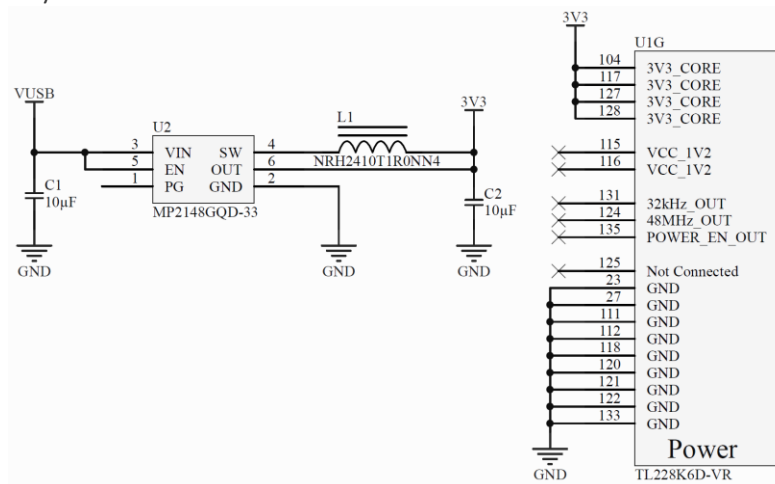 VUSB
C1
10µF
GND
U2
3 VIN SW 4
5 EN OUT 6
1 PG GND 2
MP2148GQD-33
L1
NRH2410T1R0NN4
GND
3V3
C2
10µF
GND
3V3
U1G
104 3V3_CORE
117 3V3_CORE
127 3V3_CORE
128 3V3_CORE
115 VCC_1V2
116 VCC_1V2
131 32kHz_OUT
124 48MHz_OUT
135 POWER_EN_OUT
125 Not Connected
23 GND
27 GND
111 GND
112 GND
118 GND
120 GND
121 GND
122 GND
133 GND
GND
Power
TL228K6D-VR